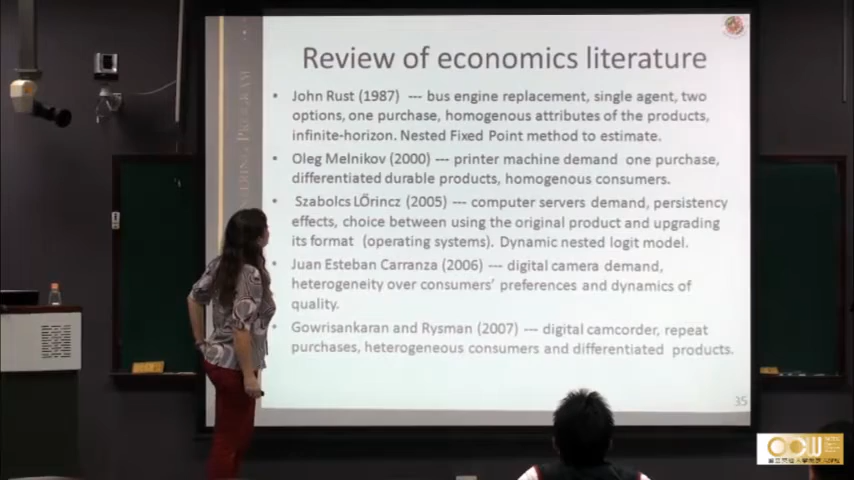 Review of economics literature
• John Rust (1987) --- bus engine replacement, single agent, two
options, one purchase, homogenous attributes of the products,
infinite-horizon. Nested Fixed Point method to estimate.
• Oleg Melnikov (2000) --- printer machine demand one purchase,
differentiated durable products, homogenous consumers.
• Szabolcs LŐrincz (2005) --- computer servers demand, persistency
effects, choice between using the original product and upgrading
its format (operating systems). Dynamic nested logit model.
• Juan Esteban Carranza (2006) --- digital camera demand,
heterogeneity over consumers' preferences and dynamics of
quality.
• Gowrisankaran and Rysman (2007) --- digital camcorder, repeat
purchases, heterogeneous consumers and differentiated products.
35
OCW